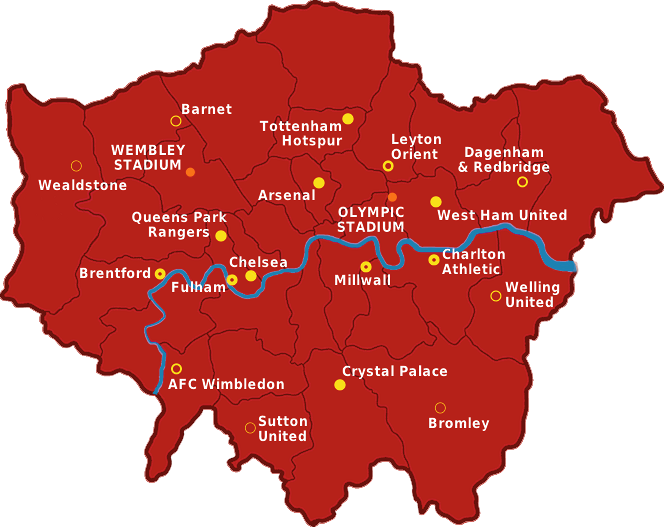 Barnet
Tottenham
Hotspur
Leyton
Orient
WEMBLEY
STADIUM
Dagenham
& Redbridge
Wealdstone
Arsenal
OLYMPIC
STADIUM
West Ham United
Queens Park
Rangers
Chelsea
Charlton
Athletic
Brentford
Fulham
Millwall
Welling
United
Crystal Palace
AFC Wimbledon
Sutton
United
Bromley